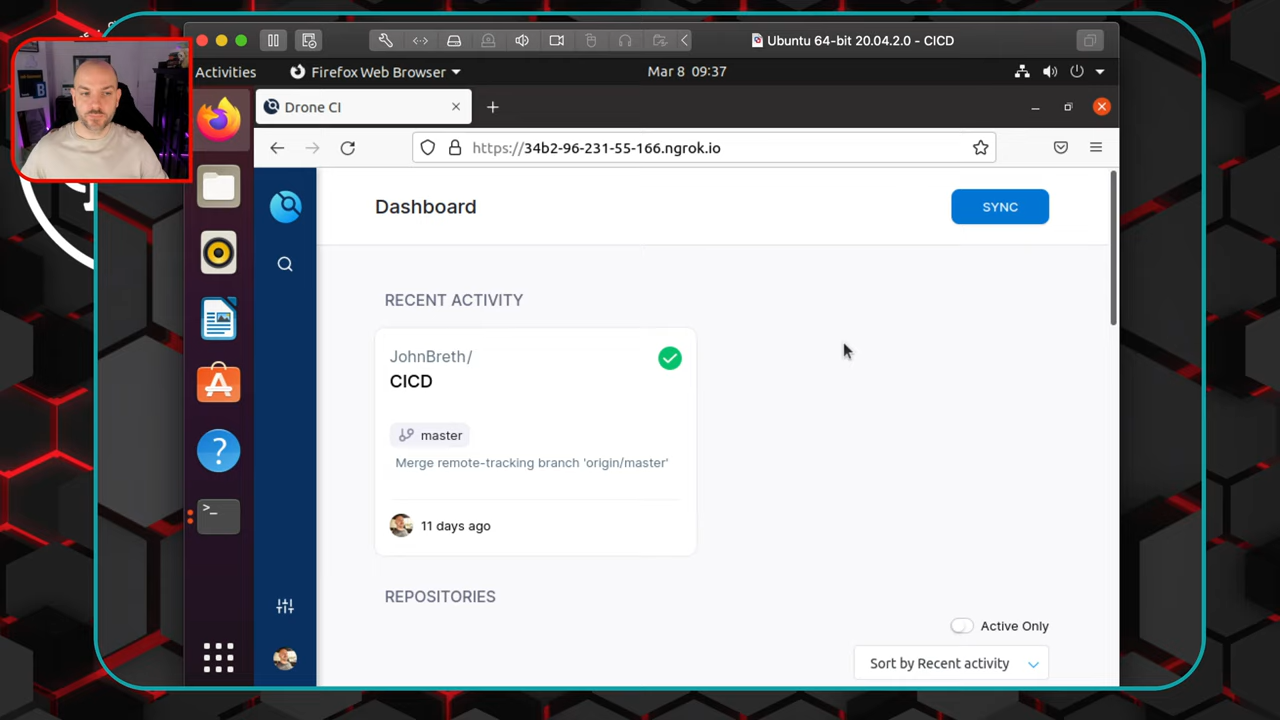 Ubuntu 64-bit 20.04.2.0 - CICD
Activities
Firefox Web Browser
Mar 8 09:37
Drone CI
https://34b2-96-231-55-166.ngrok.io
Dashboard
SYNC
RECENT ACTIVITY
JohnBreth/
CICD
master
Merge remote-tracking branch 'origin/master'
11 days ago
REPOSITORIES
Active Only
Sort by Recent activity